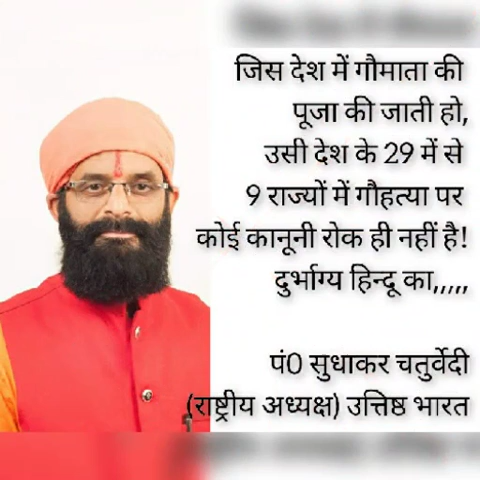 जिस देश में गौमाता की
पूजा की जाती हो,
उसी देश के 29 में से
9 राज्यों में गौहत्या पर
कोई कानूनी रोक ही नहीं है!
दुर्भाग्य हिन्दू का,,,,,
पं0 सुधाकर चतुर्वेदी
(राष्ट्रीय अध्यक्ष) उत्तिष्ठ भारत